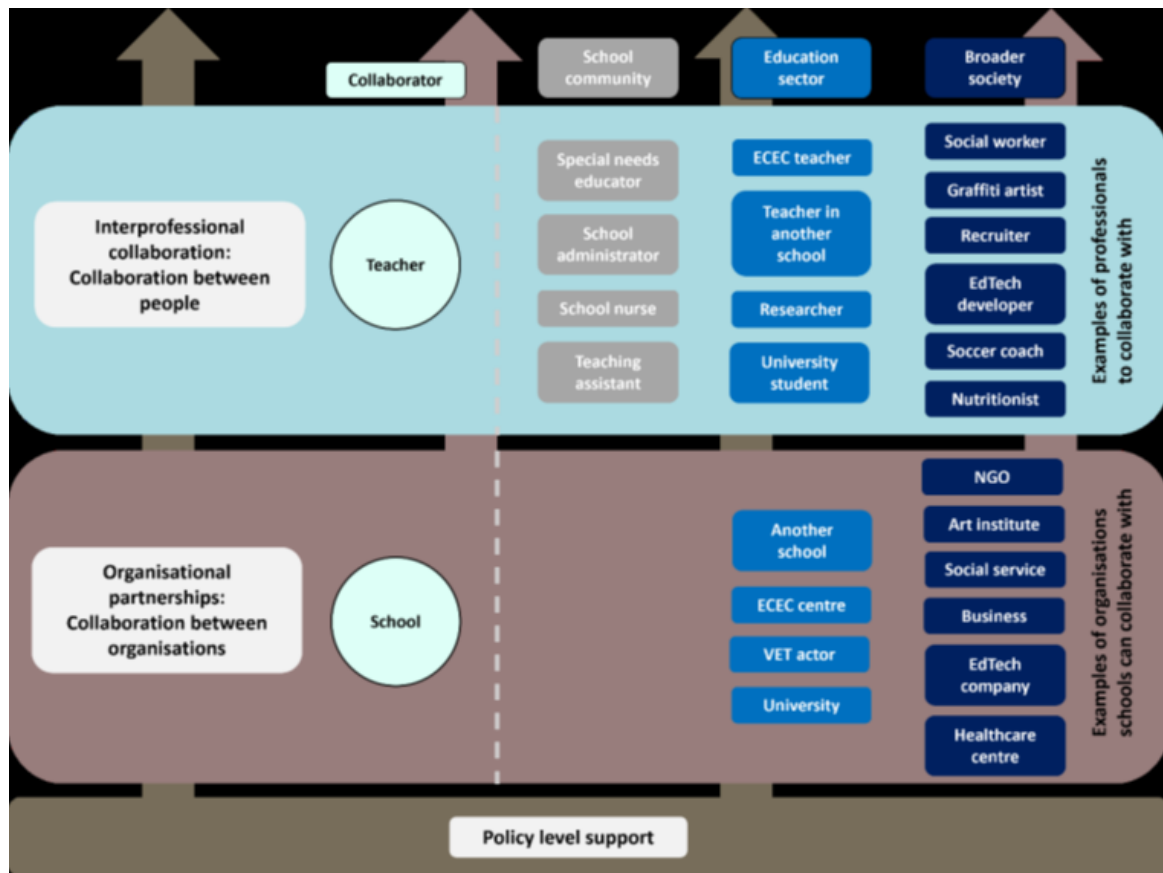 Collaborator
School
community
Education
sector
Broader
society
Interprofessional
collaboration:
Collaboration between
people
Teacher
Special needs
educator
School
administrator
School nurse
Teaching
assistant
ECEC teacher
Teacher in
another
school
Researcher
University
student
Social worker
Graffiti artist
Recruiter
EdTech
developer
Soccer coach
Nutritionist
Examples of professionals
to collaborate with
Organisational
partnerships:
Collaboration between
organisations
School
Another
school
ECEC centre
VET actor
University
NGO
Art institute
Social service
Business
EdTech
company
Healthcare
centre
Examples of organisations
schools can collaborate with
Policy level support